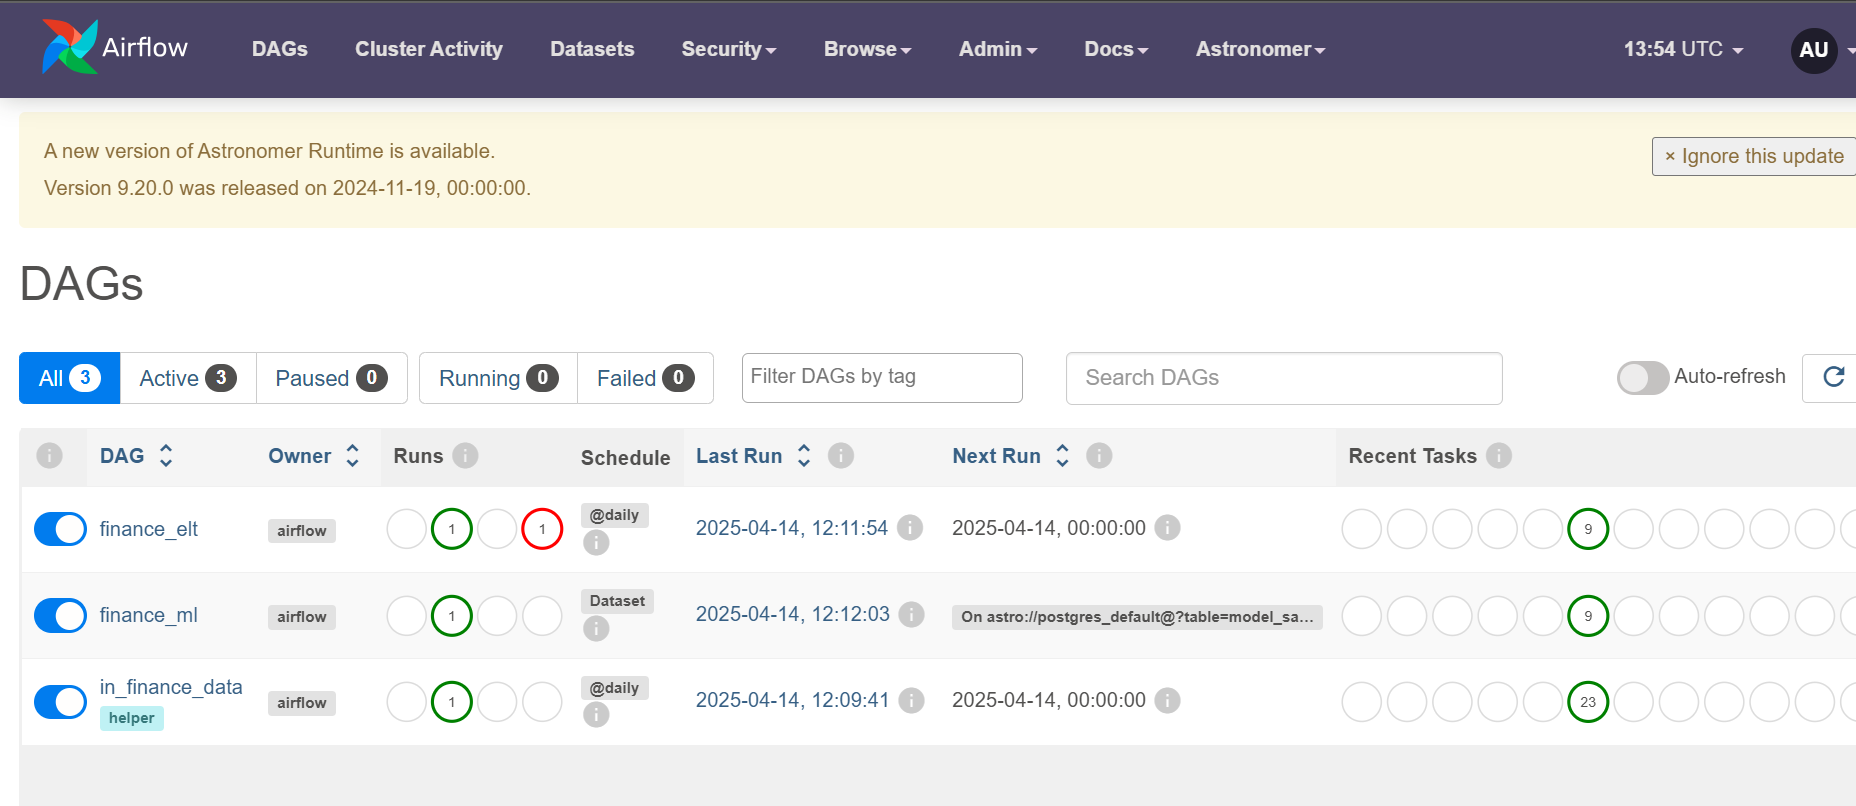 Airflow DAGs Cluster Activity Datasets Security Browse Admin Docs Astronomer 13:54 UTC AU
A new version of Astronomer Runtime is available.
× Ignore this update
Version 9.20.0 was released on 2024-11-19, 00:00:00.
DAGs
All 3 Active 3 Paused 0 Running 0 Failed 0 Filter DAGs by tag Search DAGs Auto-refresh
i DAG Owner Runs i Schedule Last Run i Next Run i Recent Tasks i
finance_elt airflow 1 1 @daily i 2025-04-14, 12:11:54 i 2025-04-14, 00:00:00 i 9
finance_ml airflow 1 Dataset i 2025-04-14, 12:12:03 i On astro://postgres_default@?table=model_sa... 9
in_finance_data airflow 1 @daily i 2025-04-14, 12:09:41 i 2025-04-14, 00:00:00 i 23
helper